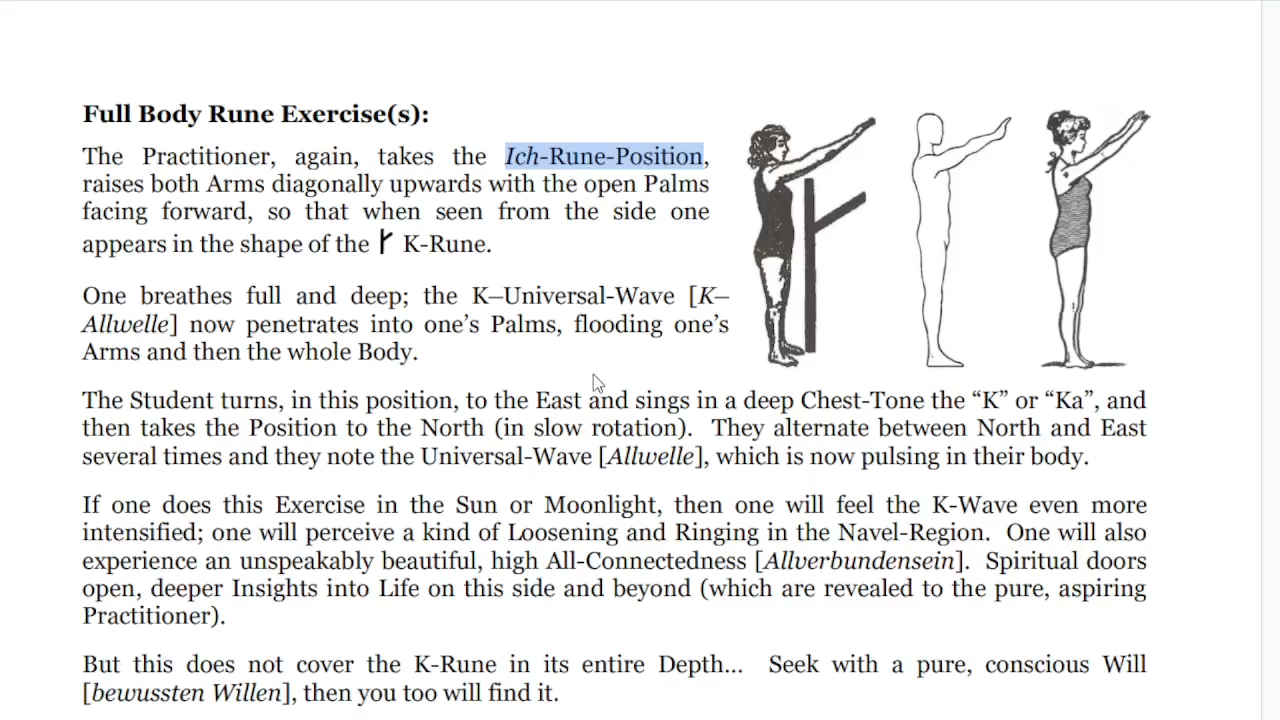 Full Body Rune Exercise(s):
The Practitioner, again, takes the Ich-Rune-Position,
raises both Arms diagonally upwards with the open Palms
facing forward, so that when seen from the side one
appears in the shape of the ᚴ K-Rune.
One breathes full and deep; the K–Universal-Wave [K–
Allwelle] now penetrates into one’s Palms, flooding one’s
Arms and then the whole Body.
The Student turns, in this position, to the East and sings in a deep Chest-Tone the “K” or “Ka”, and
then takes the Position to the North (in slow rotation). They alternate between North and East
several times and they note the Universal-Wave [Allwelle], which is now pulsing in their body.
If one does this Exercise in the Sun or Moonlight, then one will feel the K-Wave even more
intensified; one will perceive a kind of Loosening and Ringing in the Navel-Region. One will also
experience an unspeakably beautiful, high All-Connectedness [Allverbundensein]. Spiritual doors
open, deeper Insights into Life on this side and beyond (which are revealed to the pure, aspiring
Practitioner).
But this does not cover the K-Rune in its entire Depth... Seek with a pure, conscious Will
[bewussten Willen], then you too will find it.